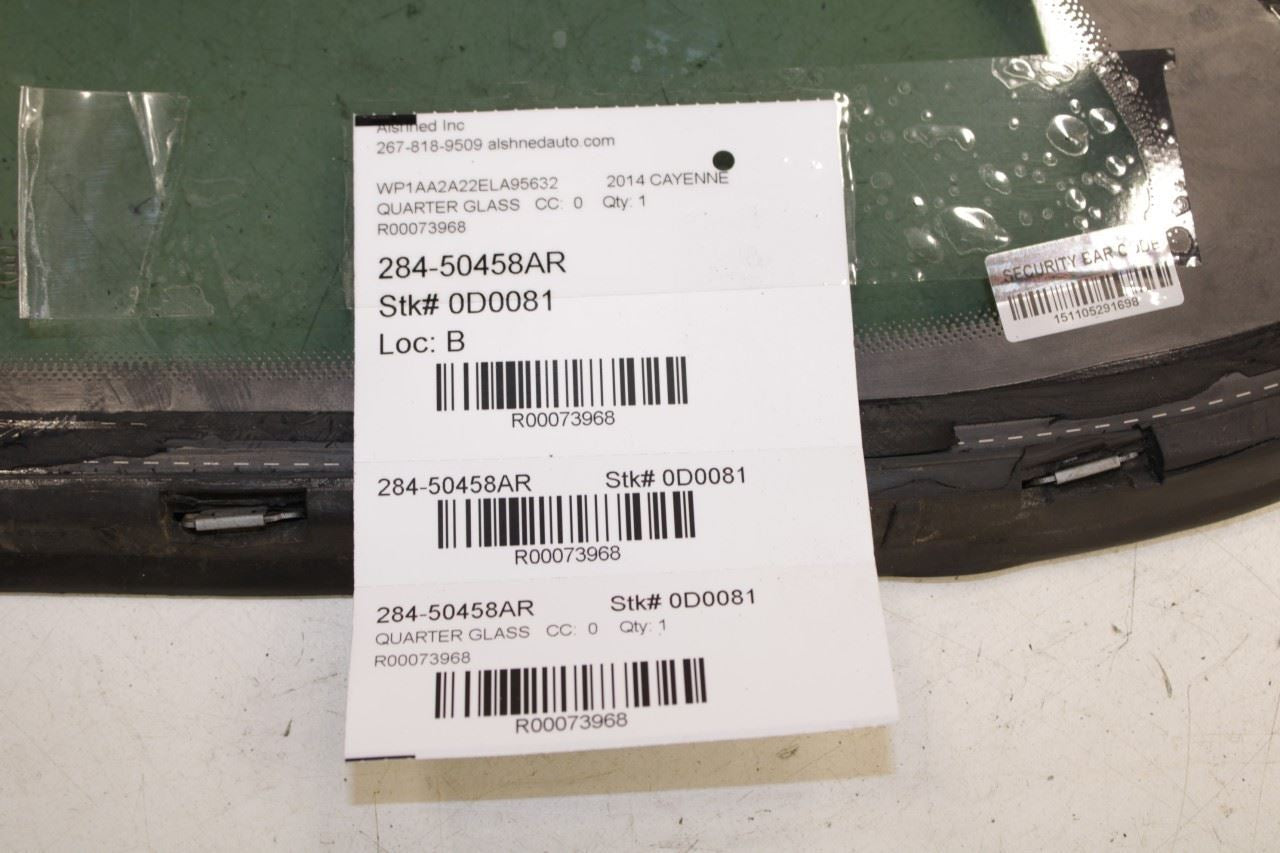 Alshned Inc
267-818-9509 alshnedauto.com
WP1AA2A22ELA95632 2014 CAYENNE
QUARTER GLASS CC: 0 Qty: 1
R00073968
284-50458AR
Stk# 0D0081
Loc: B
R00073968
284-50458AR Stk# 0D0081
R00073968
284-50458AR Stk# 0D0081
QUARTER GLASS CC: 0 Qty: 1
R00073968
R00073968
SECURITY BAR CODE
151105291698